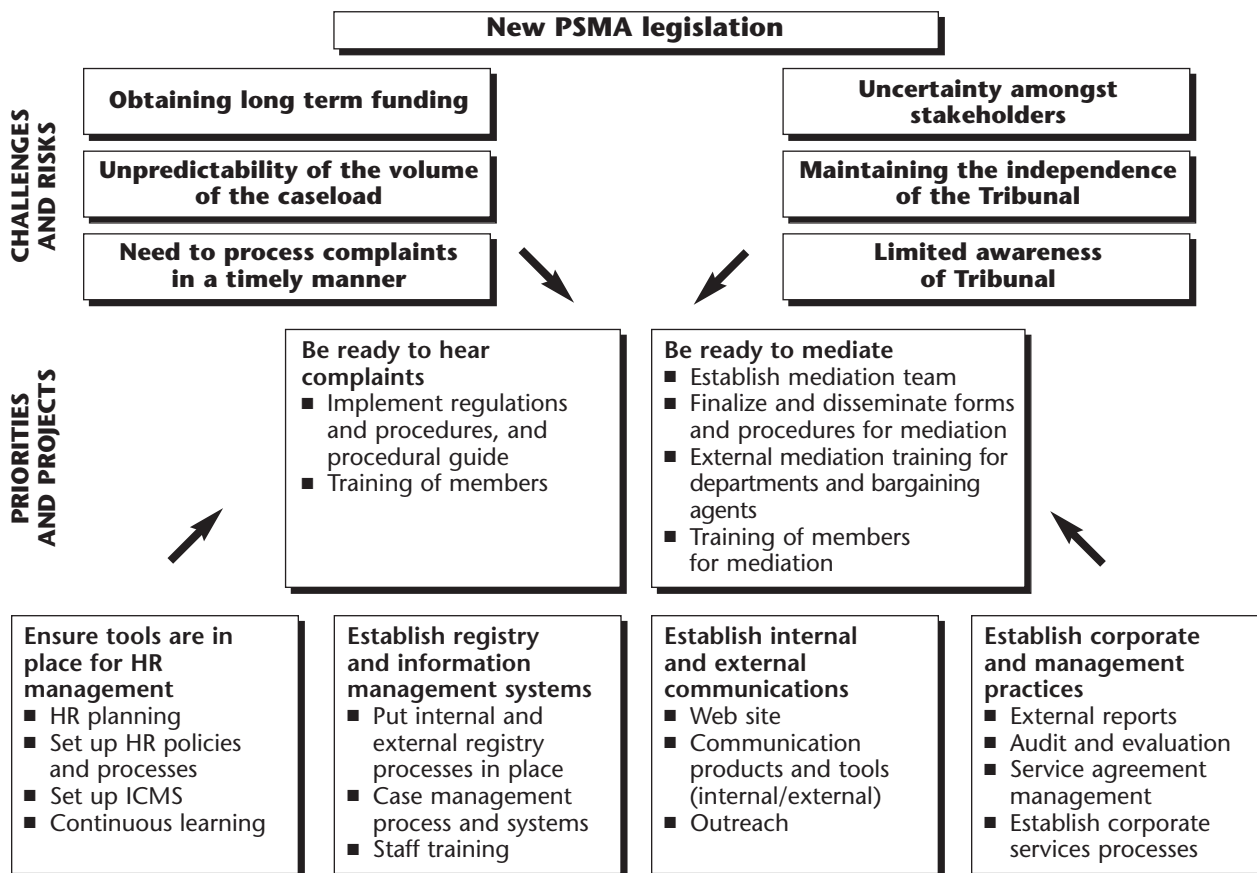 New PSMA legislation
CHALLENGES
AND RISKS
Obtaining long term funding
Unpredictability of the volume
of the caseload
Need to process complaints
in a timely manner
Uncertainty amongst
stakeholders
Maintaining the independence
of the Tribunal
Limited awareness
of Tribunal
PRIORITIES
AND PROJECTS
Be ready to hear
complaints
■ Implement regulations
and procedures, and
procedural guide
■ Training of members
Be ready to mediate
■ Establish mediation team
■ Finalize and disseminate forms
and procedures for mediation
■ External mediation training for
departments and bargaining
agents
■ Training of members
for mediation
Ensure tools are in
place for HR
management
■ HR planning
■ Set up HR policies
and processes
■ Set up ICMS
■ Continuous learning
Establish registry
and information
management systems
■ Put internal and
external registry
processes in place
■ Case management
process and systems
■ Staff training
Establish internal
and external
communications
■ Web site
■ Communication
products and tools
(internal/external)
■ Outreach
Establish corporate
and management
practices
■ External reports
■ Audit and evaluation
■ Service agreement
management
■ Establish corporate
services processes